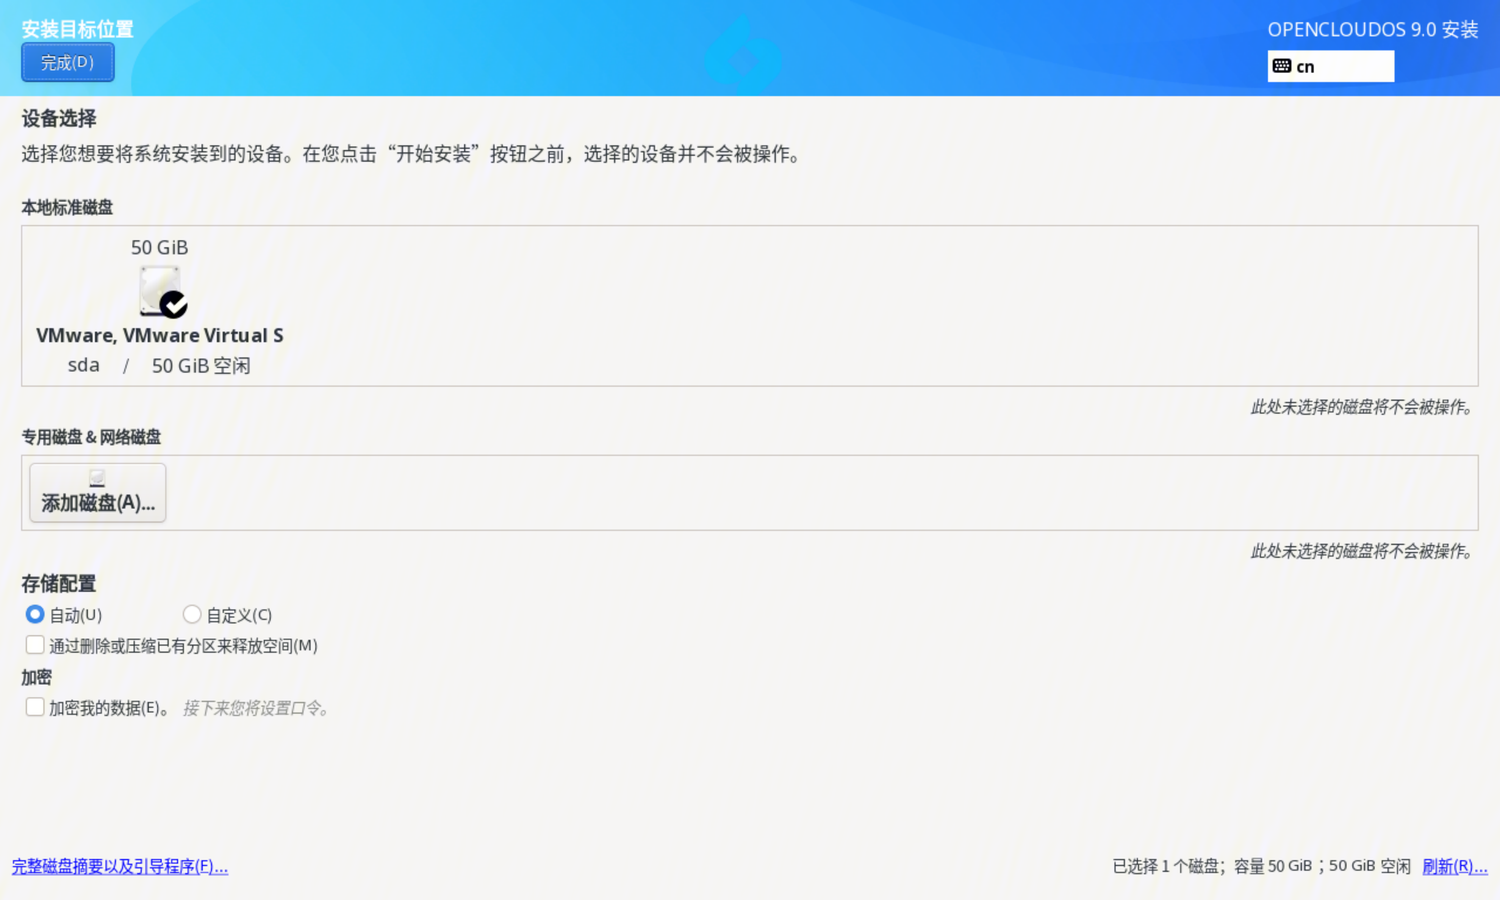 安装目标位置
完成(D)
OPENCLOUDOS 9.0 安装
cn
设备选择
选择您想要将系统安装到的设备。在您点击“开始安装”按钮之前，选择的设备并不会被操作。
本地标准磁盘
50 GiB
VMware, VMware Virtual S
sda / 50 GiB 空闲
此处未选择的磁盘将不会被操作。
专用磁盘 & 网络磁盘
添加磁盘(A)...
此处未选择的磁盘将不会被操作。
存储配置
自动(U) 自定义(C)
通过删除或压缩已有分区来释放空间(M)
加密
加密我的数据(E)。 接下来您将设置口令。
完整磁盘摘要以及引导程序(F)...
已选择 1 个磁盘；容量 50 GiB ；50 GiB 空闲 刷新(R)...